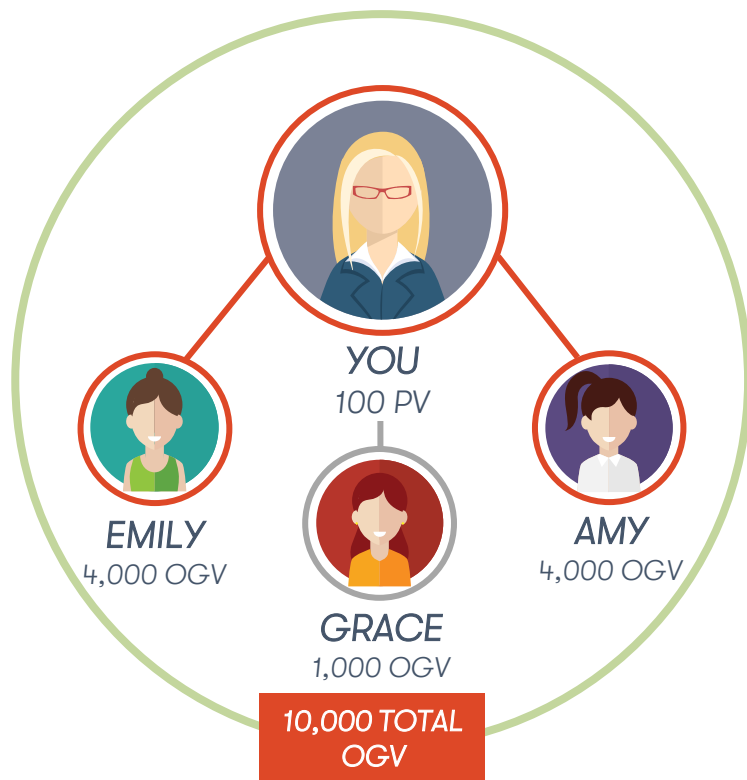 YOU
100 PV
EMILY
4,000 OGV
AMY
4,000 OGV
GRACE
1,000 OGV
10,000 TOTAL
OGV